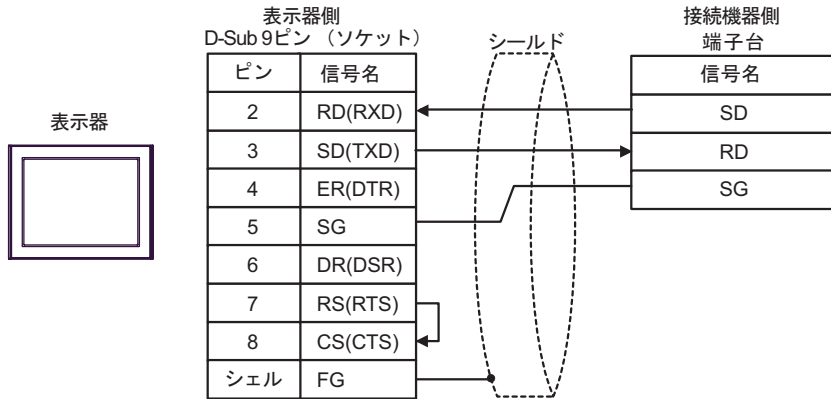 表示器側
D-Sub 9ピン （ソケット）
シールド
接続機器側
端子台
表示器
ピン 信号名
2 RD(RXD)
3 SD(TXD)
4 ER(DTR)
5 SG
6 DR(DSR)
7 RS(RTS)
8 CS(CTS)
シェル FG
信号名
SD
RD
SG